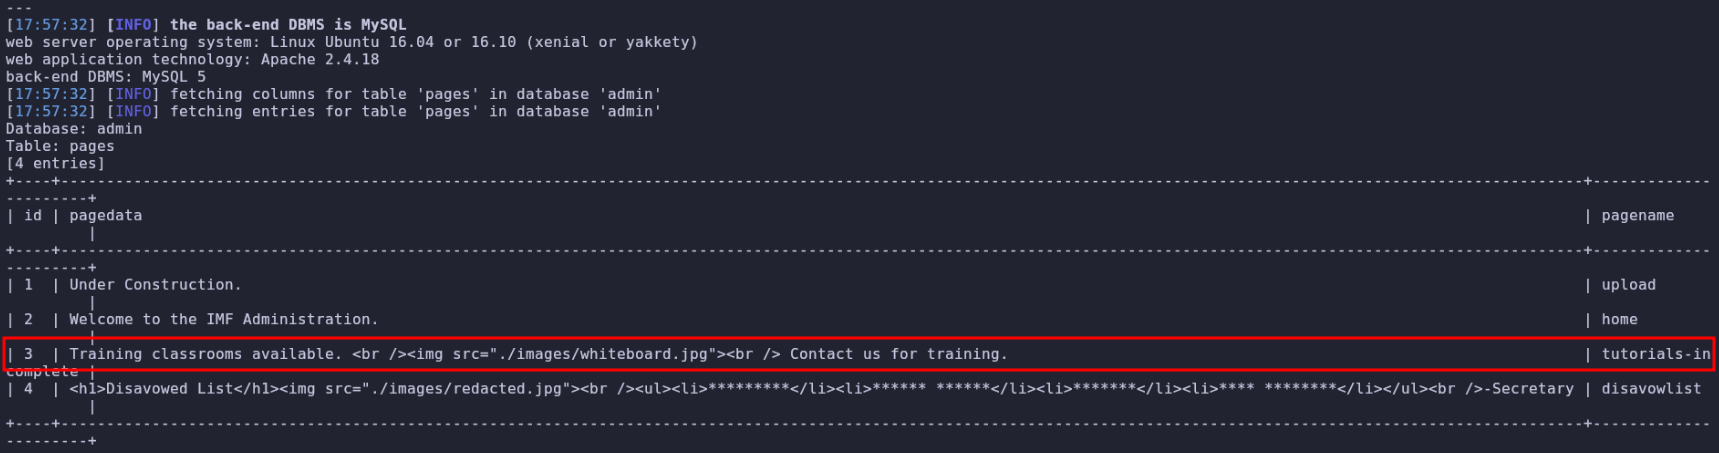 ---
[17:57:32] [INFO] the back-end DBMS is MySQL
web server operating system: Linux Ubuntu 16.04 or 16.10 (xenial or yakkety)
web application technology: Apache 2.4.18
back-end DBMS: MySQL 5
[17:57:32] [INFO] fetching columns for table 'pages' in database 'admin'
[17:57:32] [INFO] fetching entries for table 'pages' in database 'admin'
Database: admin
Table: pages
[4 entries]
+----+-----------------------------------------------------------------------------------------------------------------------------------------------------------------------+-------------
---------+
| id | pagedata                                                                                                                                                              | pagename
         |
+----+-----------------------------------------------------------------------------------------------------------------------------------------------------------------------+-------------
---------+
| 1  | Under Construction.                                                                                                                                                   | upload
         |
| 2  | Welcome to the IMF Administration.                                                                                                                                    | home
         |
| 3  | Training classrooms available. <br /><img src="./images/whiteboard.jpg"><br /> Contact us for training.                                                               | tutorials-in
complete |
| 4  | <h1>Disavowed List</h1><img src="./images/redacted.jpg"><br /><ul><li>*********</li><li>****** ******</li><li>*******</li><li>**** ********</li></ul><br />-Secretary | disavowlist
         |
+----+-----------------------------------------------------------------------------------------------------------------------------------------------------------------------+-------------
---------+